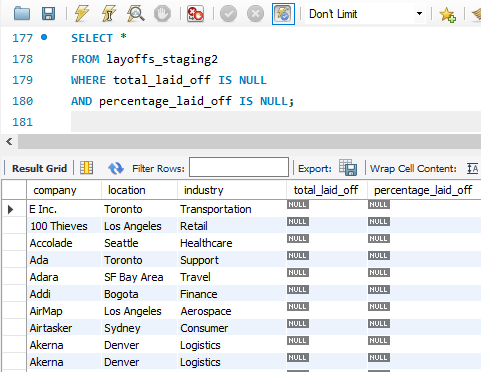 Don't Limit
177 SELECT *
178 FROM layoffs_staging2
179 WHERE total_laid_off IS NULL
180 AND percentage_laid_off IS NULL;
181
Result Grid Filter Rows: Export: Wrap Cell Content: IA
company location industry total_laid_off percentage_laid_off
E Inc. Toronto Transportation NULL NULL
100 Thieves Los Angeles Retail NULL NULL
Accolade Seattle Healthcare NULL NULL
Ada Toronto Support NULL NULL
Adara SF Bay Area Travel NULL NULL
Addi Bogota Finance NULL NULL
AirMap Los Angeles Aerospace NULL NULL
Airtasker Sydney Consumer NULL NULL
Akerna Denver Logistics NULL NULL
Akerna Denver Logistics NULL NULL